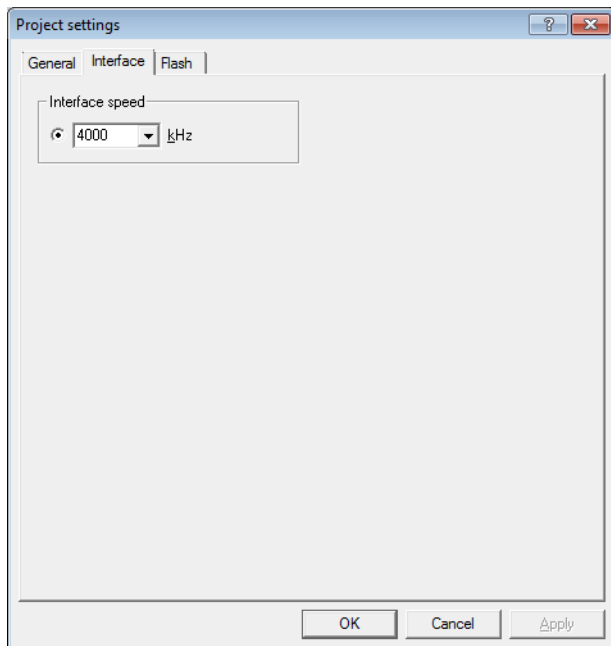 Project settings
General Interface Flash
Interface speed
4000 kHz
OK Cancel Apply